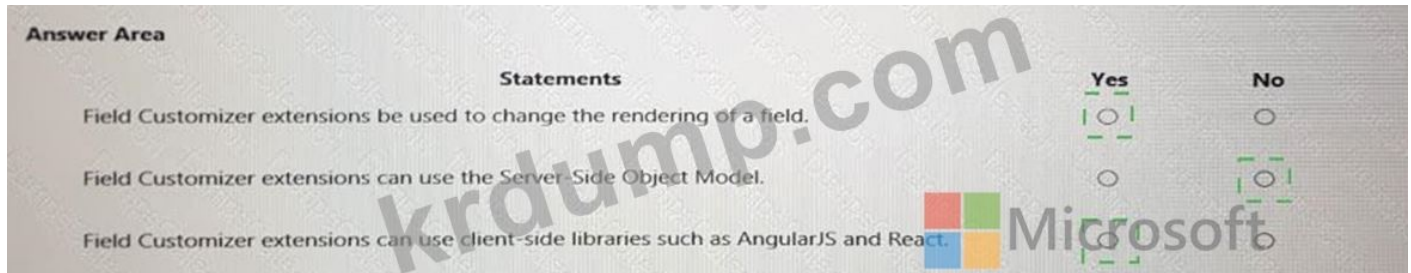 Answer Area
Statements Yes No
Field Customizer extensions be used to change the rendering of a field.
Field Customizer extensions can use the Server-Side Object Model.
Field Customizer extensions can use client-side libraries such as AngularJS and React.
krdump.com
Microsoft